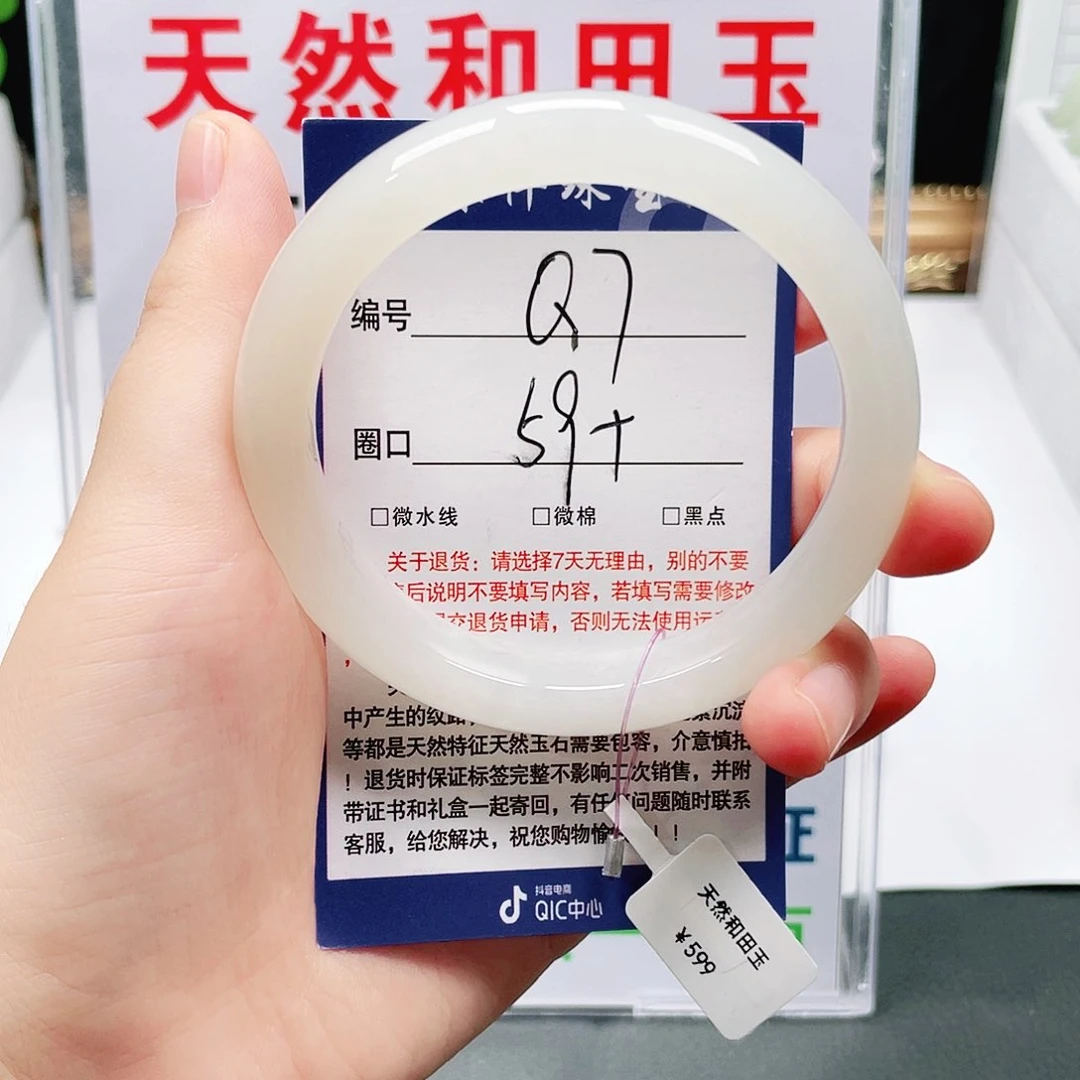 天然和田玉
编号 Q7
圈口 59+
□微水线 □微棉 □黑点
关于退货：请选择7天无理由，别的不要
后说明不要填写内容，若填写需要修改
交退货申请，否则无法使用运
，
中产生的纹路
等都是天然特征天然玉石需要包容，介意慎拍
！退货时保证标签完整不影响二次销售，并附
带证书和礼盒一起寄回，有任何问题随时联系
客服，给您解决，祝您购物愉 ！！
抖音电商
QIC中心
天然和田玉
¥599
证